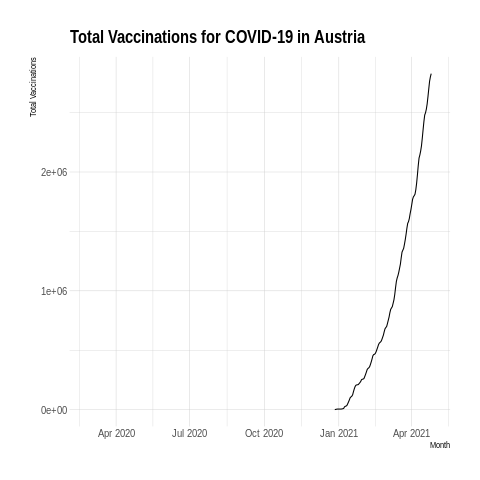 Total Vaccinations for COVID-19 in Austria
Total Vaccinations
2e+06
1e+06
0e+00
Apr 2020 Jul 2020 Oct 2020 Jan 2021 Apr 2021
Month